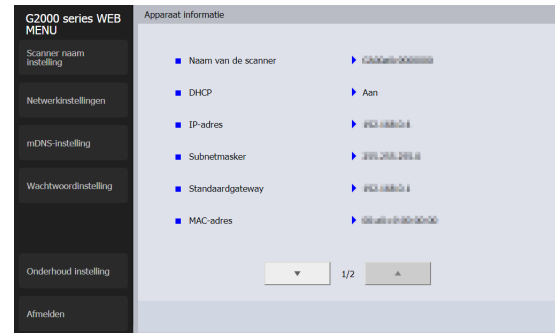 G2000 series WEB
MENU
Scanner naam
instelling
Netwerkinstellingen
mDNS-instelling
Wachtwoordinstelling
Onderhoud instelling
Afmelden
Apparaat informatie
Naam van de scanner
DHCP
Aan
IP-adres
Subnetmasker
Standaardgateway
MAC-adres
1/2